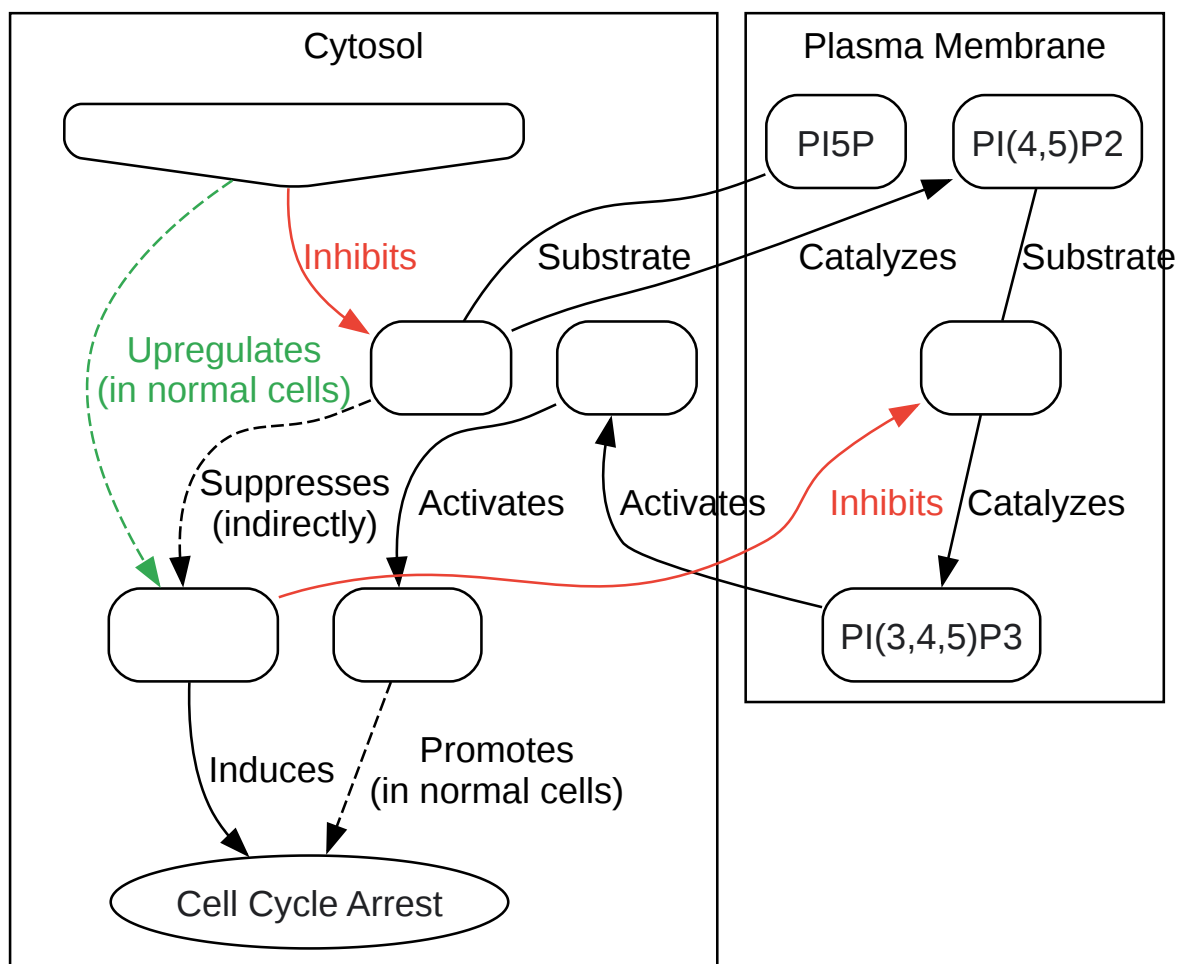 Cytosol
Plasma Membrane
PI5P
PI(4,5)P2
Inhibits
Substrate
Catalyzes
Substrate
Upregulates
(in normal cells)
Suppresses
(indirectly)
Activates
Activates
Inhibits
Catalyzes
PI(3,4,5)P3
Induces
Promotes
(in normal cells)
Cell Cycle Arrest